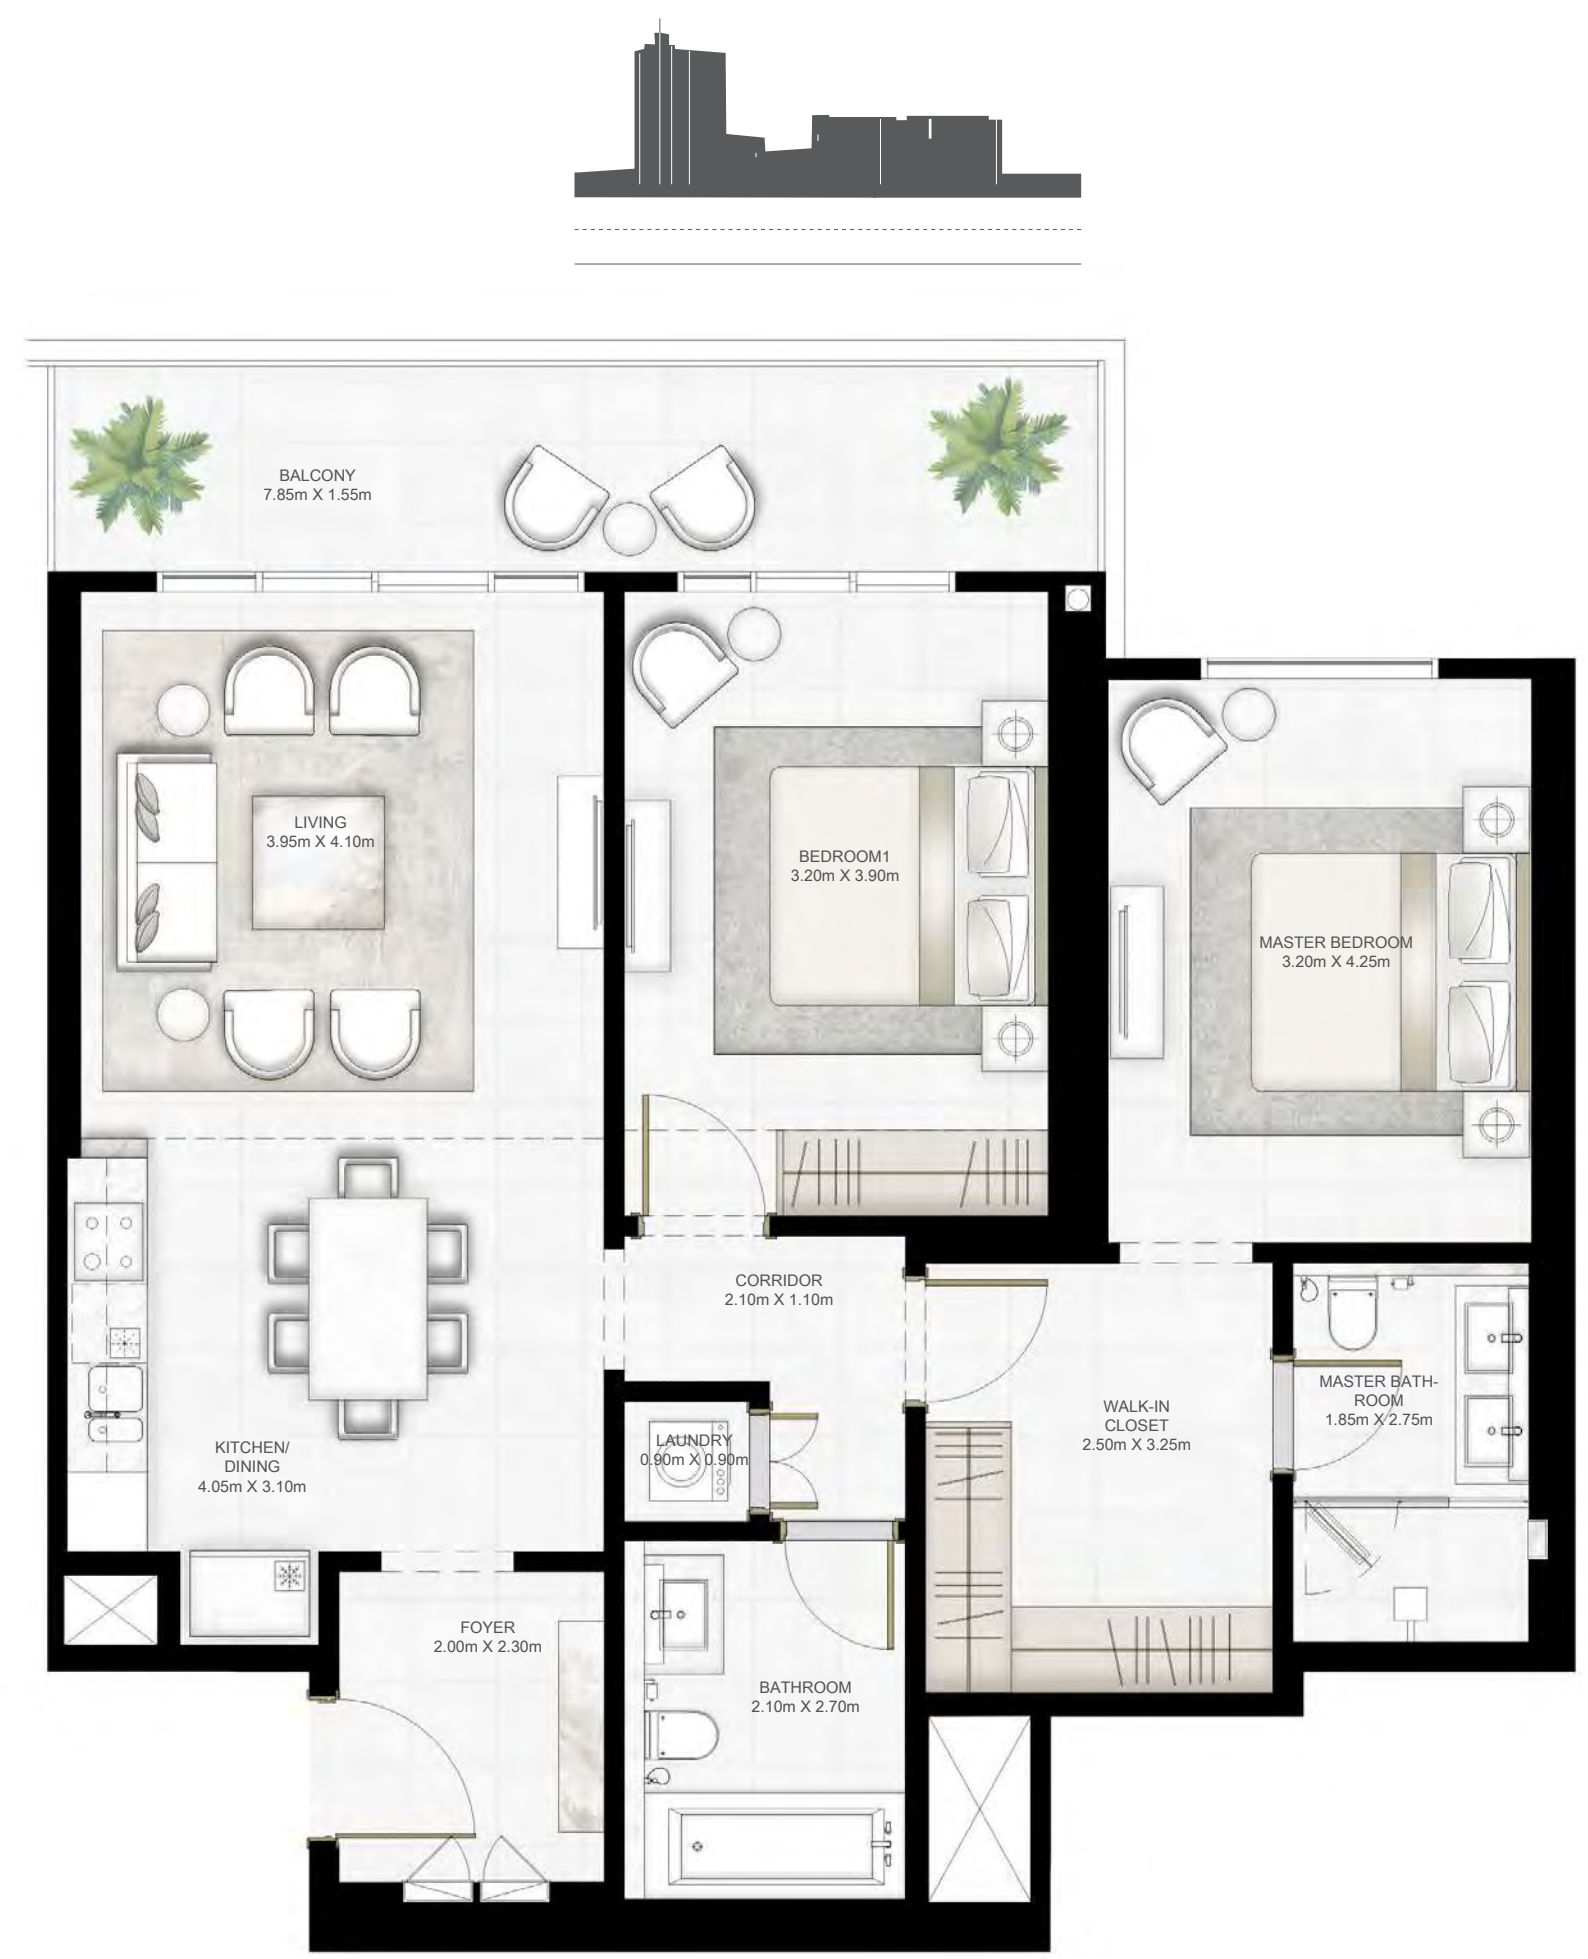 BALCONY
7.85m X 1.55m
LIVING
3.95m X 4.10m
BEDROOM1
3.20m X 3.90m
MASTER BEDROOM
3.20m X 4.25m
CORRIDOR
2.10m X 1.10m
MASTER BATH-
ROOM
1.85m X 2.75m
WALK-IN
CLOSET
2.50m X 3.25m
LAUNDRY
0.90m X 0.90m
KITCHEN/
DINING
4.05m X 3.10m
FOYER
2.00m X 2.30m
BATHROOM
2.10m X 2.70m